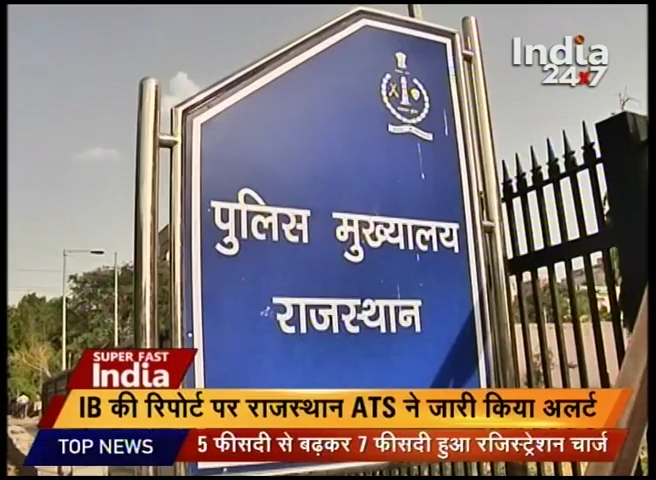 India
24x7
पुलिस मुख्यालय
राजस्थान
SUPER FAST
India
IB की रिपोर्ट पर राजस्थान ATS ने जारी किया अलर्ट
TOP NEWS
5 फीसदी से बढ़कर 7 फीसदी हुआ रजिस्ट्रेशन चार्ज